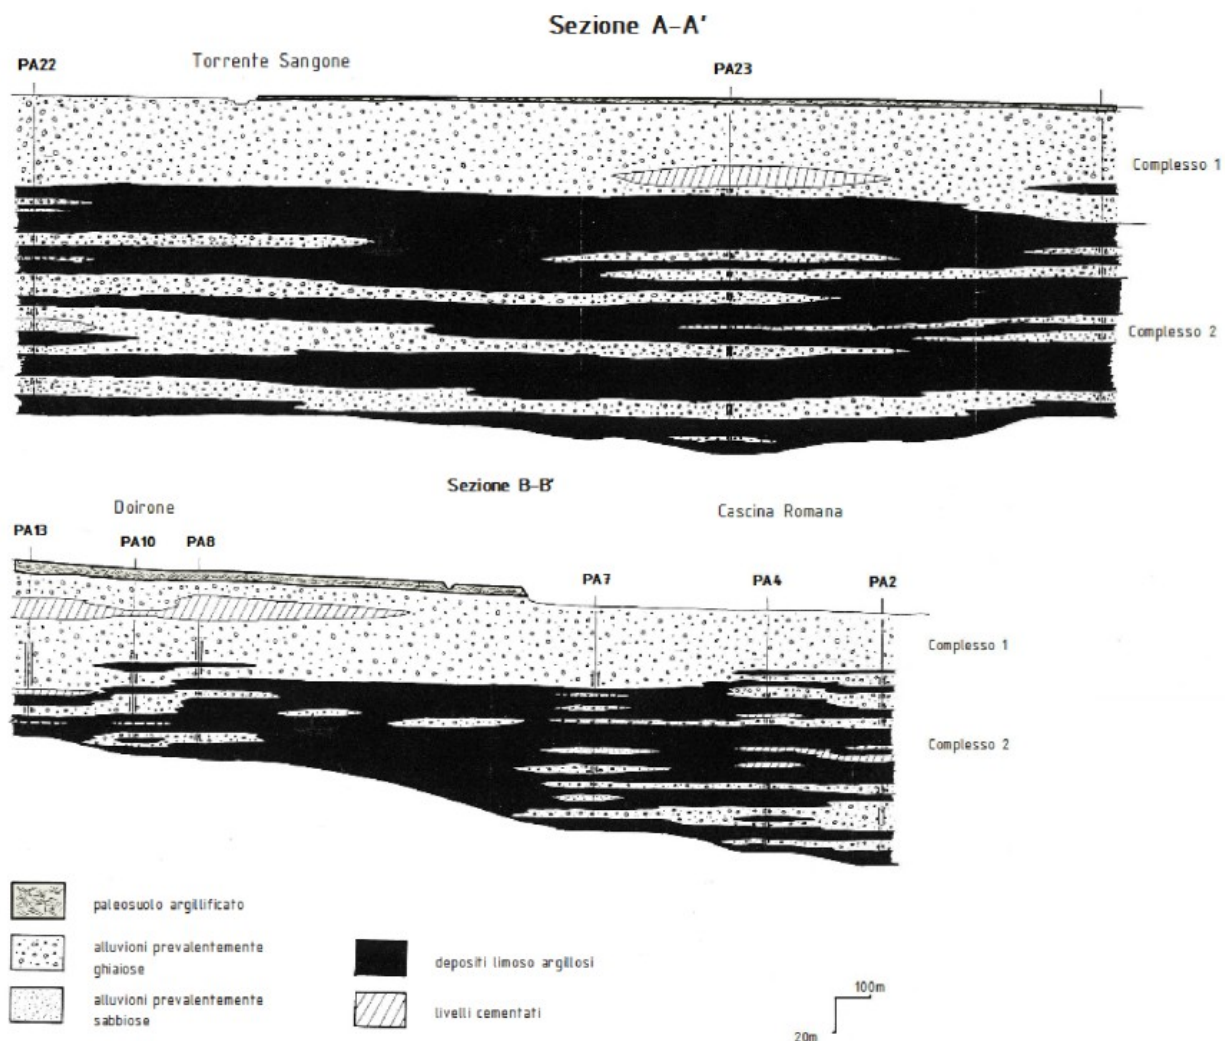 Sezione A-A'
PA22
Torrente Sangone
PA23
Complesso 1
Complesso 2
Sezione B-B'
Doirone
Cascina Romana
PA13
PA10
PA8
PA7
PA4
PA2
Complesso 1
Complesso 2
paleosuolo argillificato
alluvioni prevalentemente
ghiaiose
alluvioni prevalentemente
sabbiose
depositi limoso argillosi
livelli cementati
100m
20m